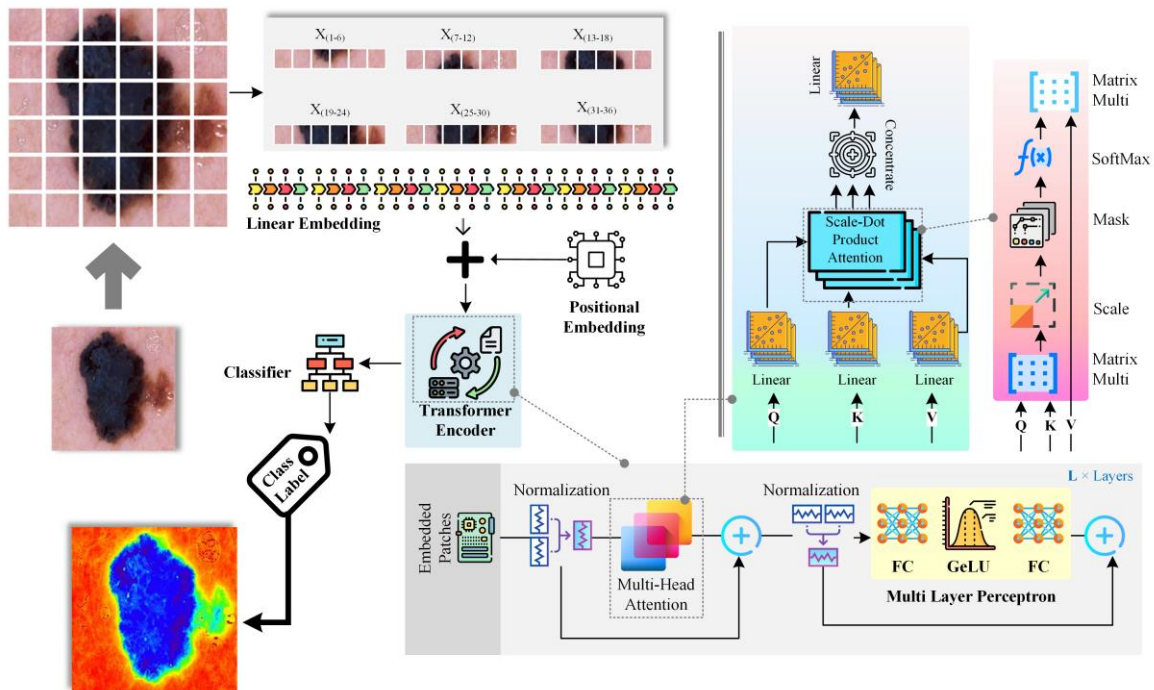 X(1-6)
X(7-12)
X(13-18)
X(19-24)
X(25-30)
X(31-36)
Linear Embedding
Positional
Embedding
Classifier
Transformer
Encoder
Class
Label
Linear
Concentrate
Scale-Dot
Product
Attention
Linear
Linear
Linear
Q
K
V
Matrix
Multi
SoftMax
f(x)
Mask
Scale
Matrix
Multi
Q
K
V
L × Layers
Embedded
Patches
Normalization
Multi-Head
Attention
Normalization
FC
GeLU
FC
Multi Layer Perceptron